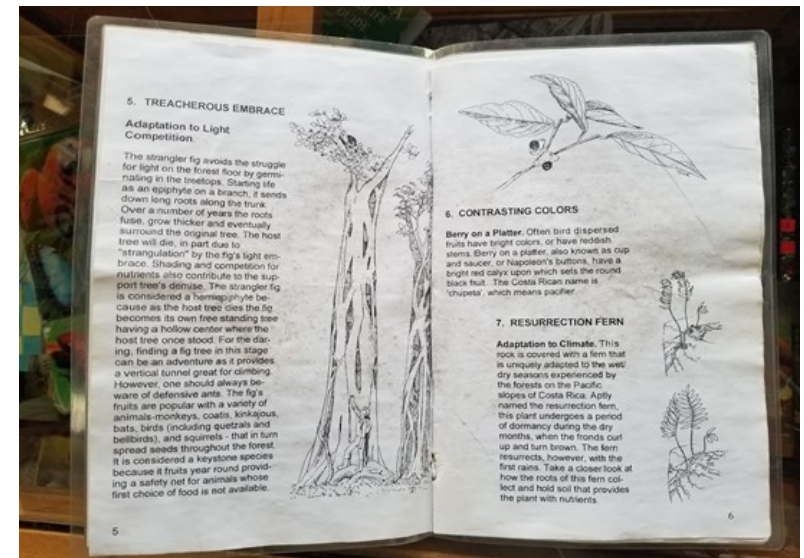 LIFE
GUIDE
5. TREACHEROUS EMBRACE
Adaptation to Light
Competition.
The strangler fig avoids the struggle
for light on the forest floor by germi-
nating in the treetops. Starting life
as an epiphyte on a branch, it sends
down long roots along the trunk.
Over a number of years the roots
fuse, grow thicker and eventually
surround the original tree. The host
tree will die, in part due to
"strangulation" by the fig's tight em-
brace. Shading and competition for
nutrients also contribute to the sup-
port tree's demise. The strangler fig
is considered a hemiepiphyte be-
cause as the host tree dies the fig
becomes its own free standing tree
having a hollow center where the
host tree once stood. For the dar-
ing, finding a fig tree in this stage
can be an adventure as it provides
a vertical tunnel great for climbing.
However, one should always be-
ware of defensive ants. The fig's
fruits are popular with a variety of
animals-monkeys, coatis, kinkajous,
bats, birds (including quetzals and
bellbirds), and squirrels - that in turn
spread seeds throughout the forest.
It is considered a keystone species
because it fruits year round provid-
ing a safety net for animals whose
first choice of food is not available.
5
6. CONTRASTING COLORS
Berry on a Platter. Often bird dispersed
fruits have bright colors, or have reddish
stems. Berry on a platter, also known as cup
and saucer, or Napoleon's buttons, have a
bright red calyx upon which sets the round
black fruit. The Costa Rican name is
'chupeta', which means pacifier.
7. RESURRECTION FERN
Adaptation to Climate. This
rock is covered with a fern that
is uniquely adapted to the wet/
dry seasons experienced by
the forests on the Pacific
slopes of Costa Rica. Aptly
named the resurrection fern,
this plant undergoes a period
of dormancy during the dry
months, when the fronds curl
up and turn brown. The fern
resurrects, however, with the
first rains. Take a closer look at
how the roots of this fern col-
lect and hold soil that provides
the plant with nutrients.
6